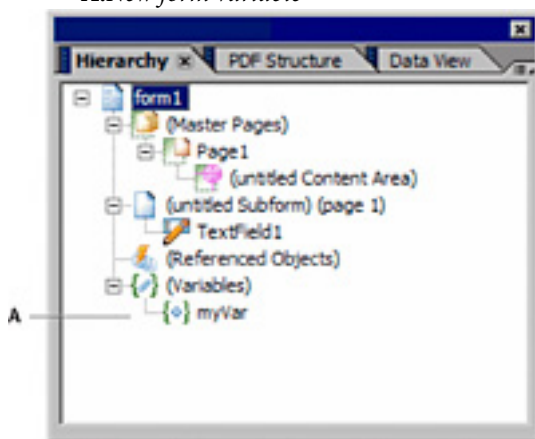 A.New form variable
Hierarchy PDF Structure Data View
form1
(Master Pages)
Page1
(untitled Content Area)
(untitled Subform) (page 1)
TextField1
(Referenced Objects)
(Variables)
A
myVar